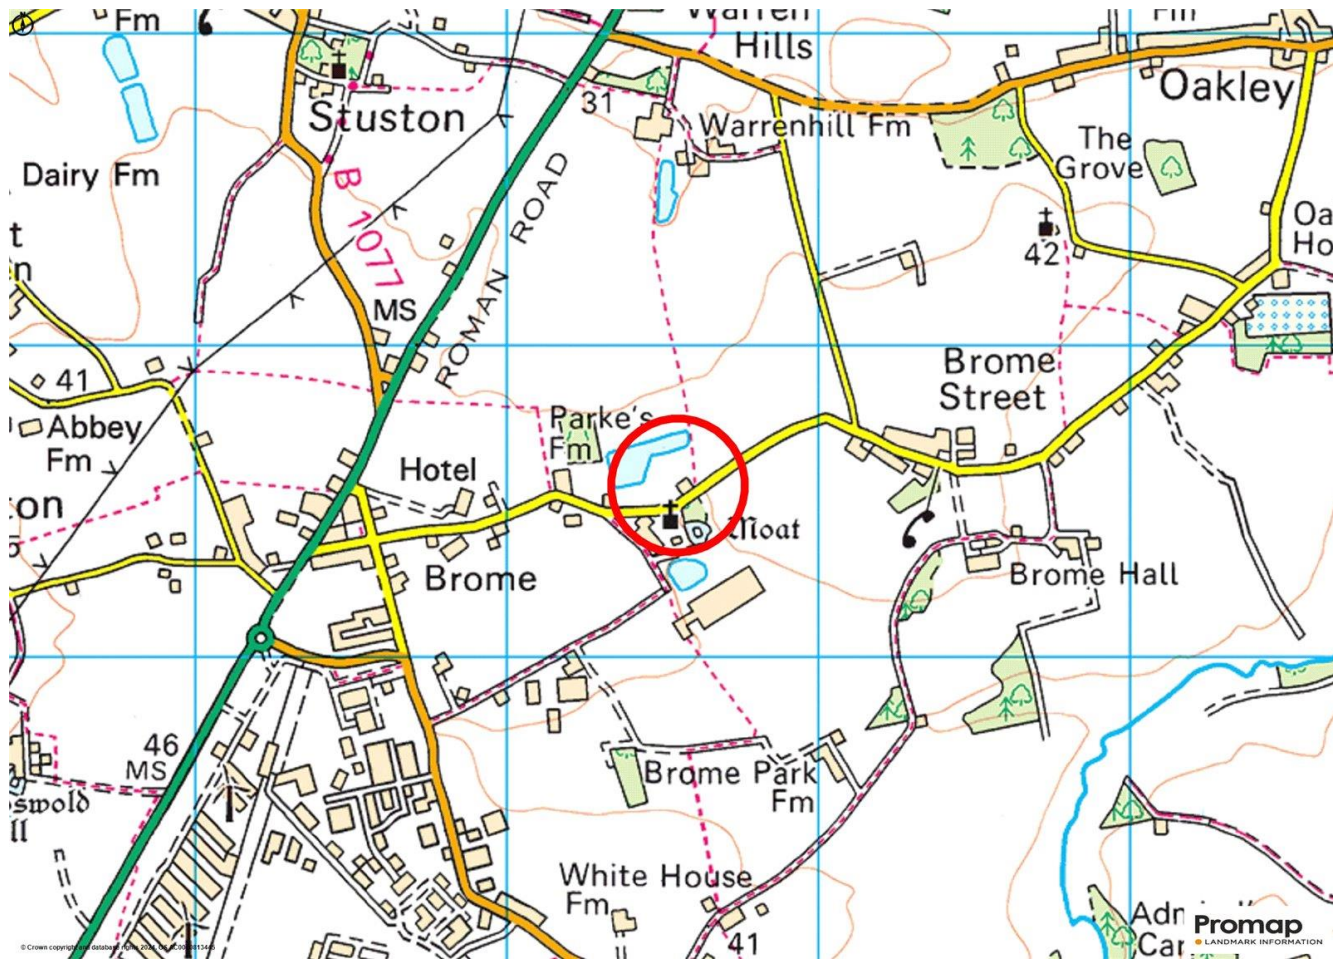 Fm
Warren
Hills
Fm
Oakley
Stuston
31
Warrenhill Fm
The
Grove
Dairy Fm
B 1077
ROMAN ROAD
42
MS
Brome
Street
41
Abbey
Fm
Parke's
Fm
Hotel
Moat
Brome
Brome Hall
46
MS
Brome Park
Fm
White House
Fm
41
Promap
LANDMARK INFORMATION